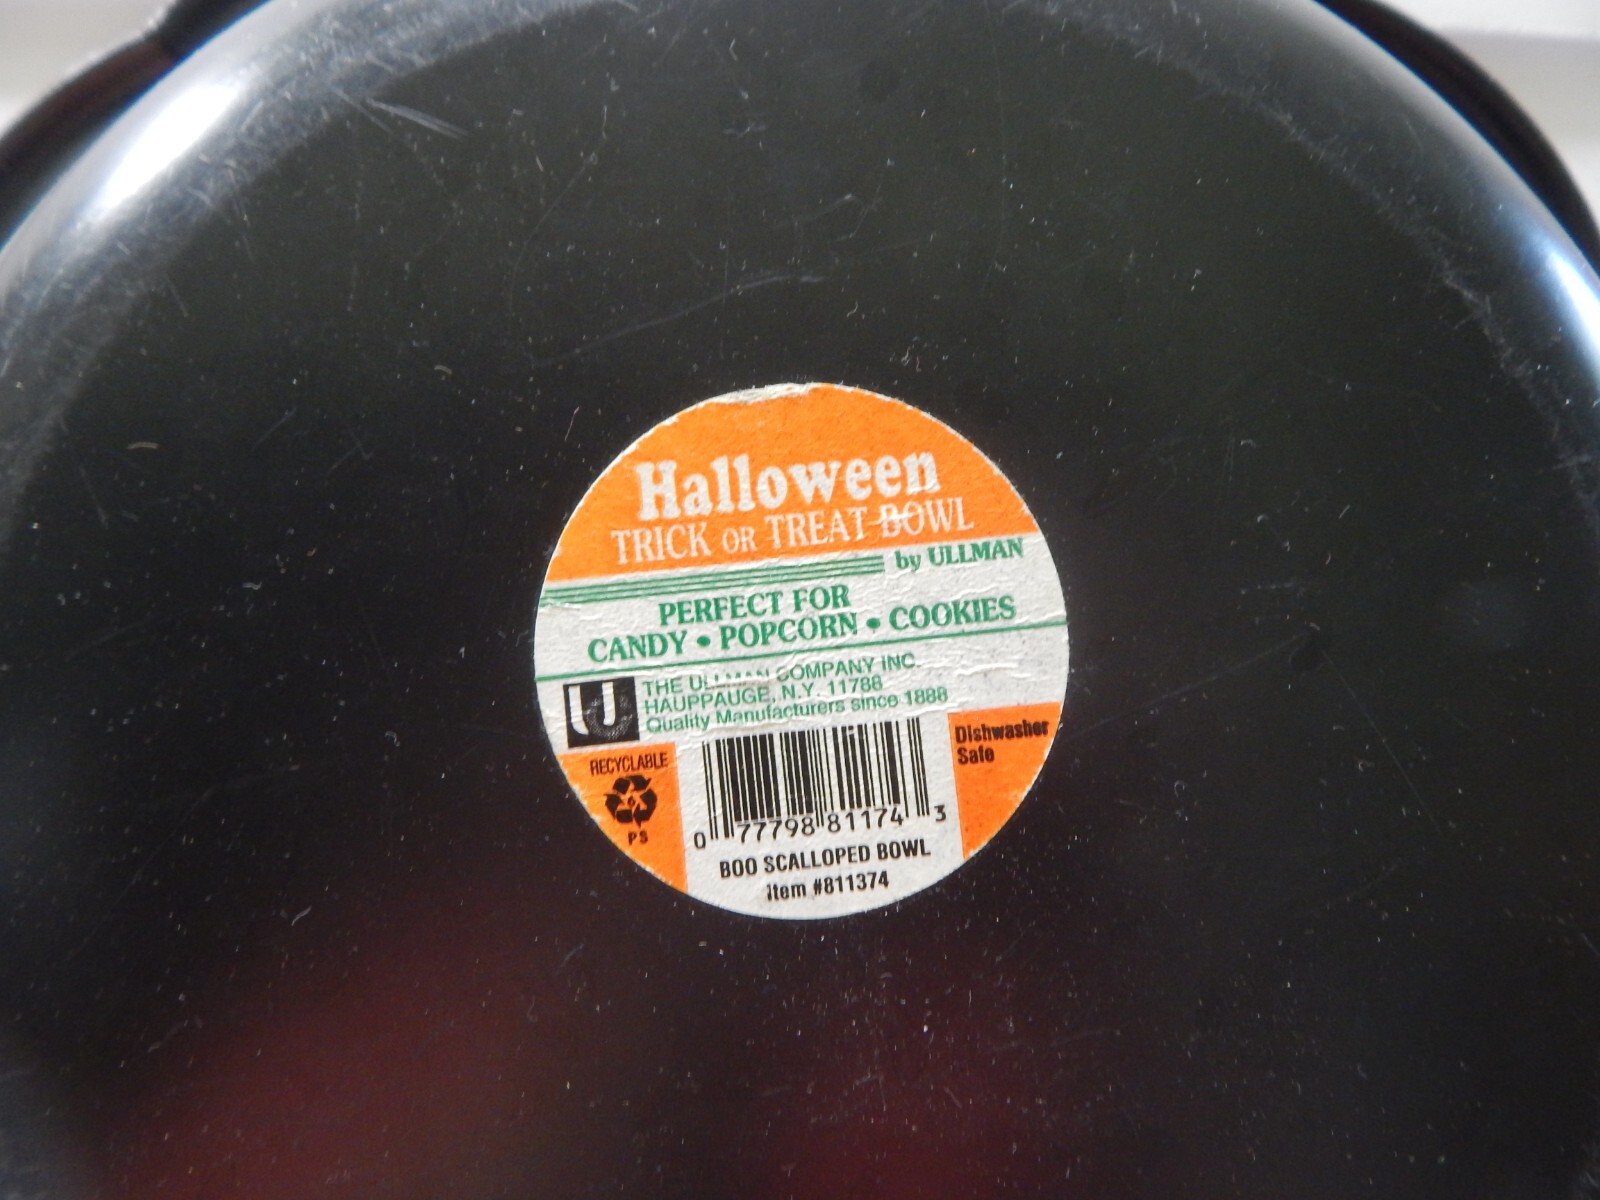 Halloween
TRICK OR TREAT BOWL
by ULLMAN
PERFECT FOR
CANDY • POPCORN • COOKIES
U
THE ULLMAN COMPANY INC.
HAUPPAUGE, N.Y. 11788
Quality Manufacturers since 1888
RECYCLABLE
6
PS
Dishwasher
Safe
0 77798 81174 3
BOO SCALLOPED BOWL
Item #811374